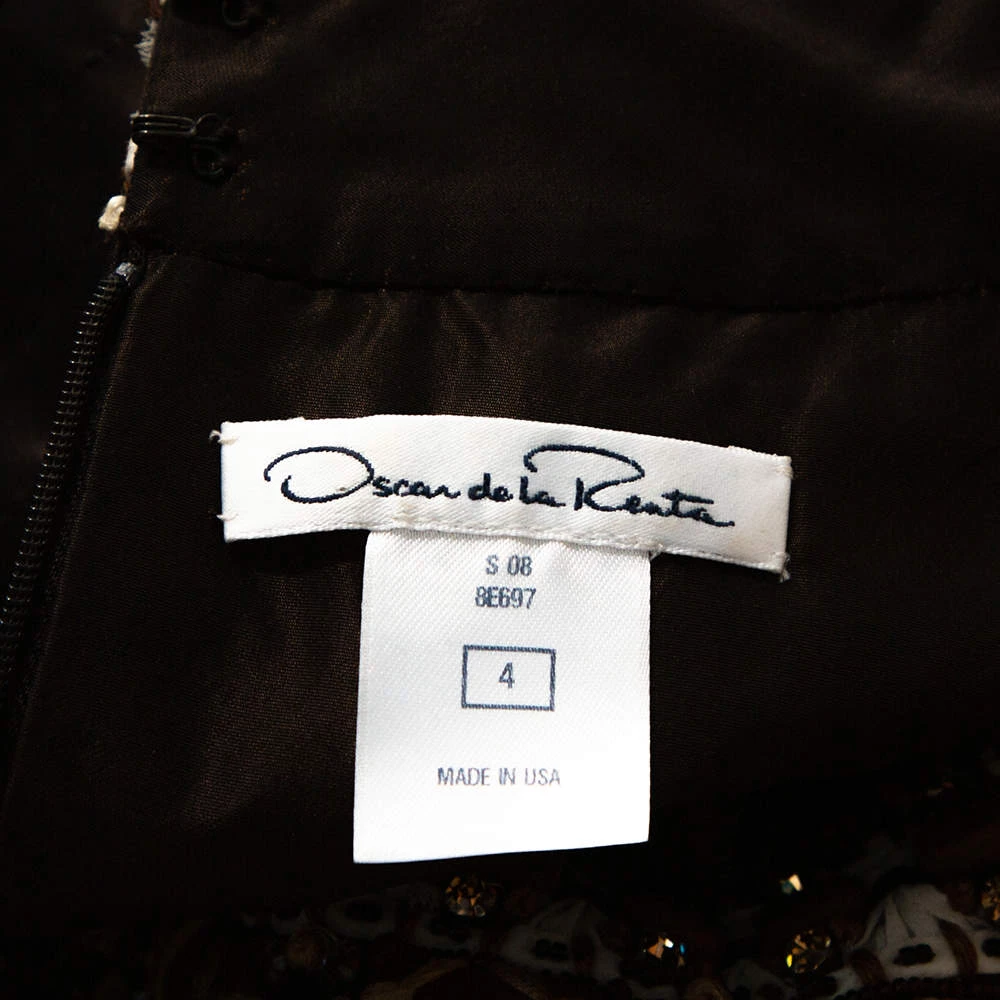 Oscar de la Renta
S 08
8E697
4
MADE IN USA